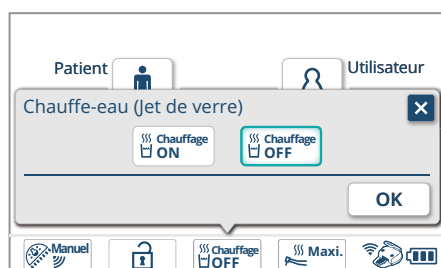 Patient
Utilisateur
Chauffe-eau (Jet de verre)
Chauffage
ON
Chauffage
OFF
OK
Manuel
Chauffage
OFF
Maxi.